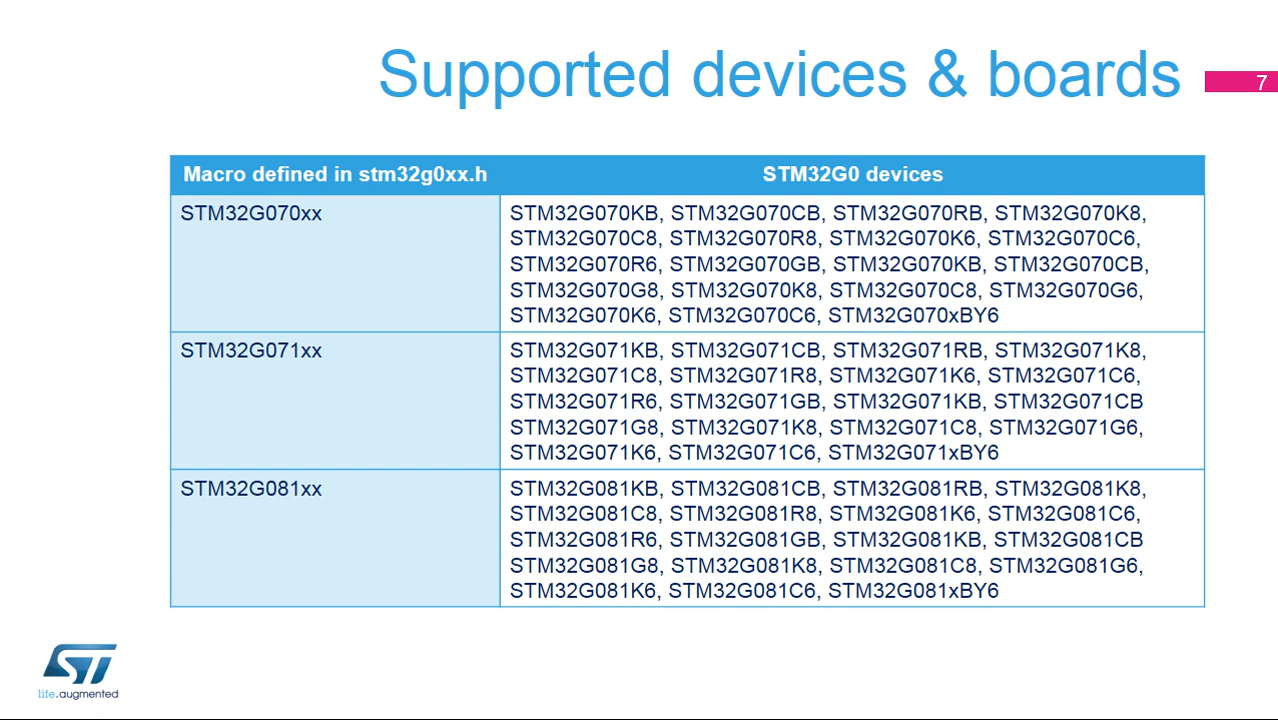 Supported devices & boards
7
Macro defined in stm32g0xx.h
STM32G0 devices
STM32G070xx
STM32G070KB, STM32G070CB, STM32G070RB, STM32G070K8,
STM32G070C8, STM32G070R8, STM32G070K6, STM32G070C6,
STM32G070R6, STM32G070GB, STM32G070KB, STM32G070CB,
STM32G070G8, STM32G070K8, STM32G070C8, STM32G070G6,
STM32G070K6, STM32G070C6, STM32G070xBY6
STM32G071xx
STM32G071KB, STM32G071CB, STM32G071RB, STM32G071K8,
STM32G071C8, STM32G071R8, STM32G071K6, STM32G071C6,
STM32G071R6, STM32G071GB, STM32G071KB, STM32G071CB
STM32G071G8, STM32G071K8, STM32G071C8, STM32G071G6,
STM32G071K6, STM32G071C6, STM32G071xBY6
STM32G081xx
STM32G081KB, STM32G081CB, STM32G081RB, STM32G081K8,
STM32G081C8, STM32G081R8, STM32G081K6, STM32G081C6,
STM32G081R6, STM32G081GB, STM32G081KB, STM32G081CB
STM32G081G8, STM32G081K8, STM32G081C8, STM32G081G6,
STM32G081K6, STM32G081C6, STM32G081xBY6
ST
life.augmented